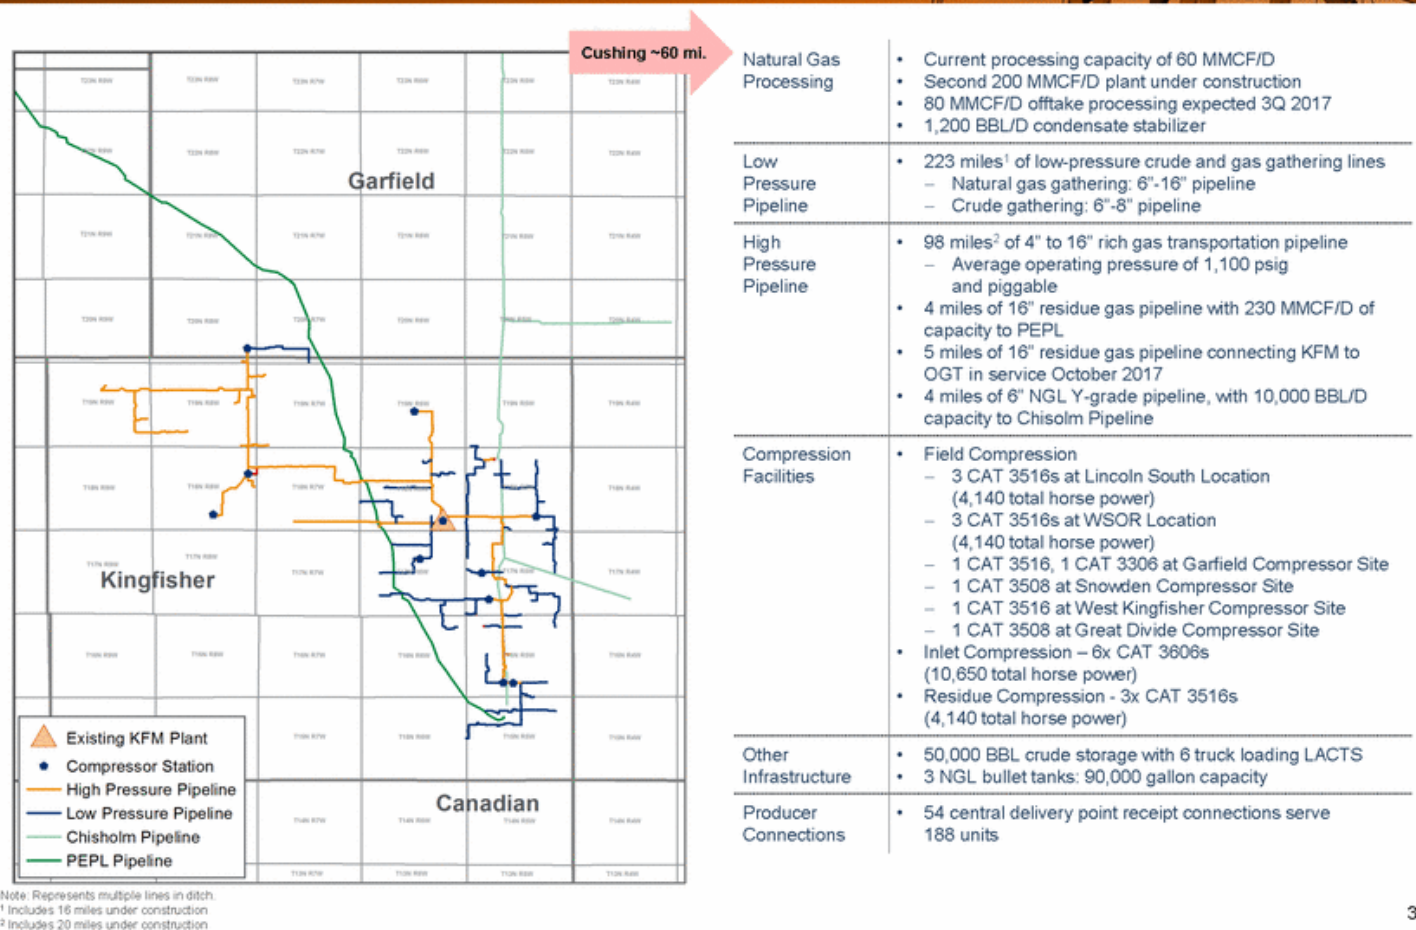 Cushing ~60 mi.
Garfield
Kingfisher
Canadian
Existing KFM Plant
Compressor Station
High Pressure Pipeline
Low Pressure Pipeline
Chisholm Pipeline
PEPL Pipeline
Natural Gas
Processing
• Current processing capacity of 60 MMCF/D
• Second 200 MMCF/D plant under construction
• 80 MMCF/D offtake processing expected 3Q 2017
• 1,200 BBL/D condensate stabilizer
Low
Pressure
Pipeline
• 223 miles¹ of low-pressure crude and gas gathering lines
– Natural gas gathering: 6”-16” pipeline
– Crude gathering: 6”-8” pipeline
High
Pressure
Pipeline
• 98 miles² of 4” to 16” rich gas transportation pipeline
– Average operating pressure of 1,100 psig
and piggable
• 4 miles of 16” residue gas pipeline with 230 MMCF/D of
capacity to PEPL
• 5 miles of 16” residue gas pipeline connecting KFM to
OGT in service October 2017
• 4 miles of 6” NGL Y-grade pipeline, with 10,000 BBL/D
capacity to Chisolm Pipeline
Compression
Facilities
• Field Compression
– 3 CAT 3516s at Lincoln South Location
(4,140 total horse power)
– 3 CAT 3516s at WSOR Location
(4,140 total horse power)
– 1 CAT 3516, 1 CAT 3306 at Garfield Compressor Site
– 1 CAT 3508 at Snowden Compressor Site
– 1 CAT 3516 at West Kingfisher Compressor Site
– 1 CAT 3508 at Great Divide Compressor Site
• Inlet Compression – 6x CAT 3606s
(10,650 total horse power)
• Residue Compression - 3x CAT 3516s
(4,140 total horse power)
Other
Infrastructure
• 50,000 BBL crude storage with 6 truck loading LACTS
• 3 NGL bullet tanks: 90,000 gallon capacity
Producer
Connections
• 54 central delivery point receipt connections serve
188 units
Note: Represents multiple lines in ditch.
¹ Includes 16 miles under construction
² Includes 20 miles under construction
3